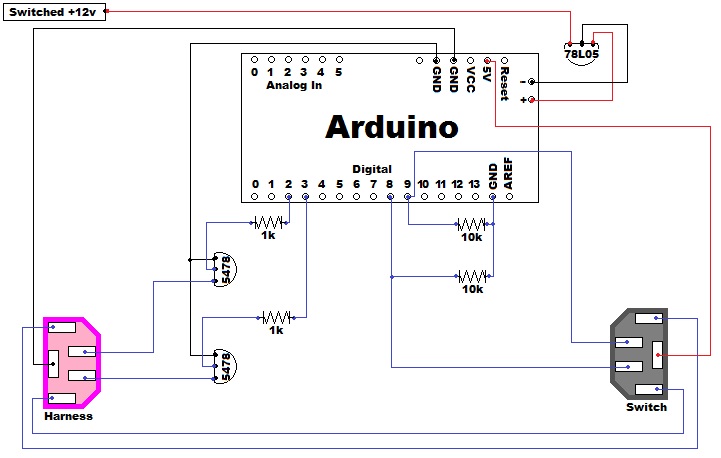 Switched +12v
78L05
0 1 2 3 4 5 GND GND VCC 5V Reset
Analog In
−
+
Arduino
Digital
0 1 2 3 4 5 6 7 8 9 10 11 12 13 GND AREF
1k
10k
5478
10k
1k
5478
Harness
Switch